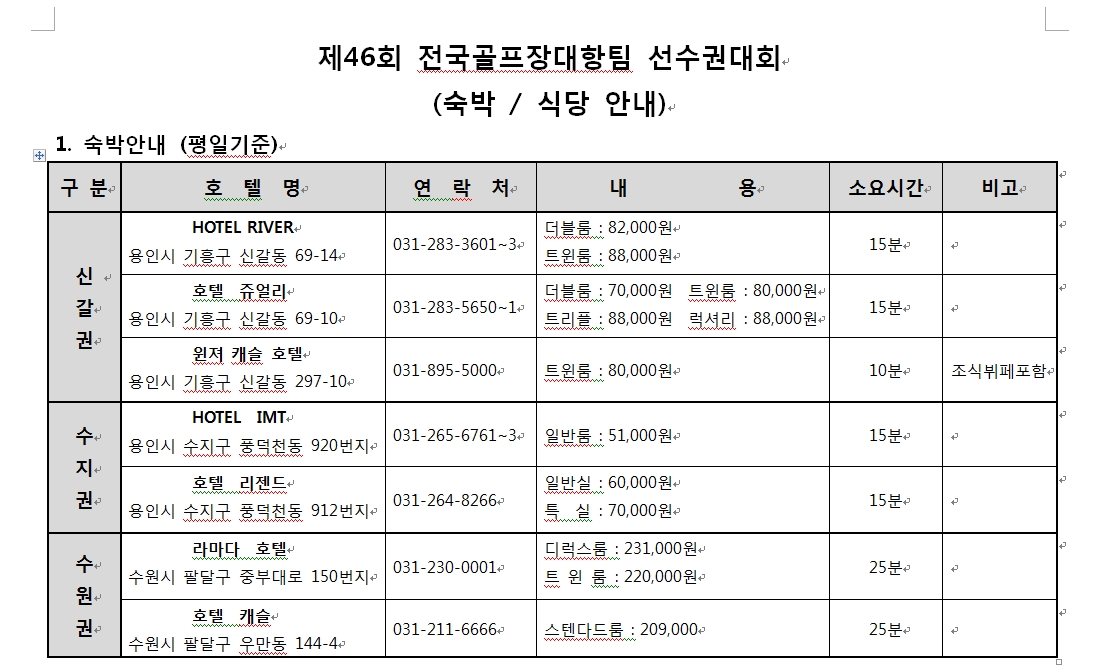 제46회 전국골프장대항팀 선수권대회
(숙박 / 식당 안내)
1. 숙박안내 (평일기준)
구 분 호 텔 명 연 락 처 내 용 소요시간 비고
신갈권
HOTEL RIVER
용인시 기흥구 신갈동 69-14
031-283-3601~3
더블룸 : 82,000원
트윈룸 : 88,000원
15분
호텔 쥬얼리
용인시 기흥구 신갈동 69-10
031-283-5650~1
더블룸 : 70,000원 트윈룸 : 80,000원
트리플 : 88,000원 럭셔리 : 88,000원
15분
윈저 캐슬 호텔
용인시 기흥구 신갈동 297-10
031-895-5000
트윈룸 : 80,000원
10분
조식뷔페포함
수지권
HOTEL IMT
용인시 수지구 풍덕천동 920번지
031-265-6761~3
일반룸 : 51,000원
15분
호텔 리젠드
용인시 수지구 풍덕천동 912번지
031-264-8266
일반실 : 60,000원
특 실 : 70,000원
15분
수원권
라마다 호텔
수원시 팔달구 중부대로 150번지
031-230-0001
디럭스룸 : 231,000원
트 윈 룸 : 220,000원
25분
호텔 캐슬
수원시 팔달구 우만동 144-4
031-211-6666
스텐다드룸 : 209,000
25분